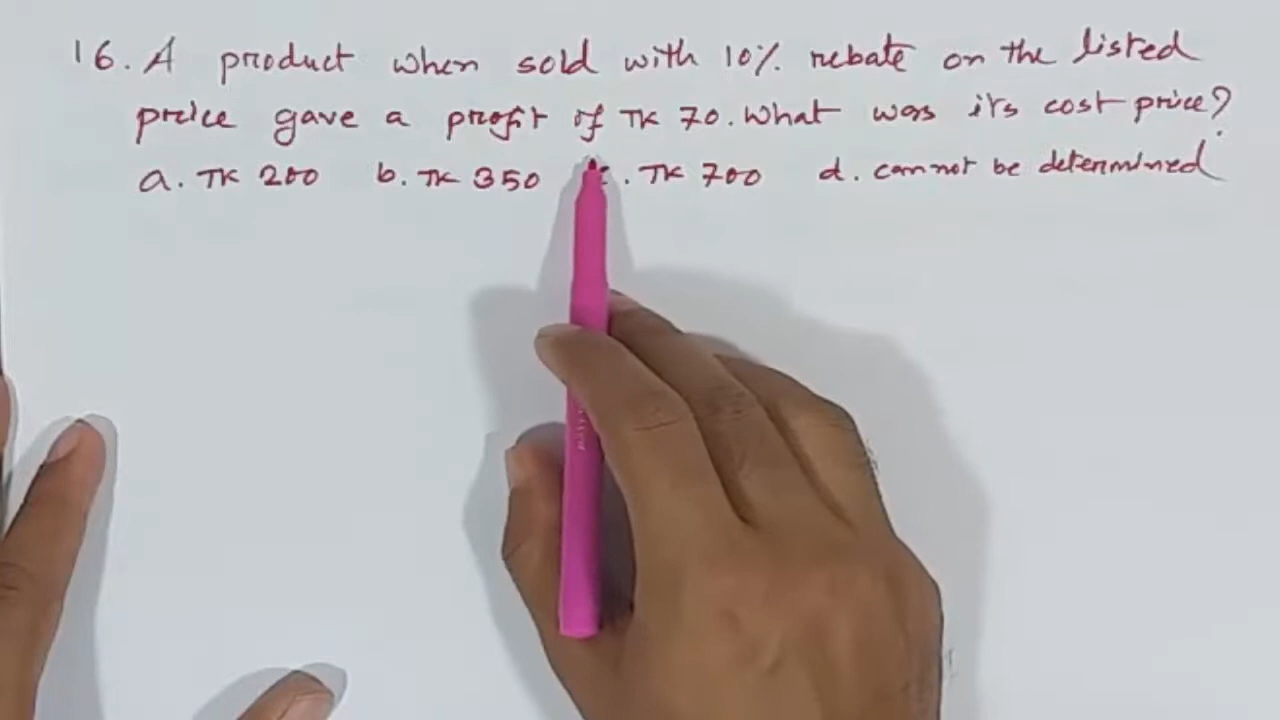 16. A product when sold with 10% rebate on the listed
price gave a profit of TK 70. What was its cost price?
a. TK 200 b. TK 350 . TK 700 d. cannot be determined